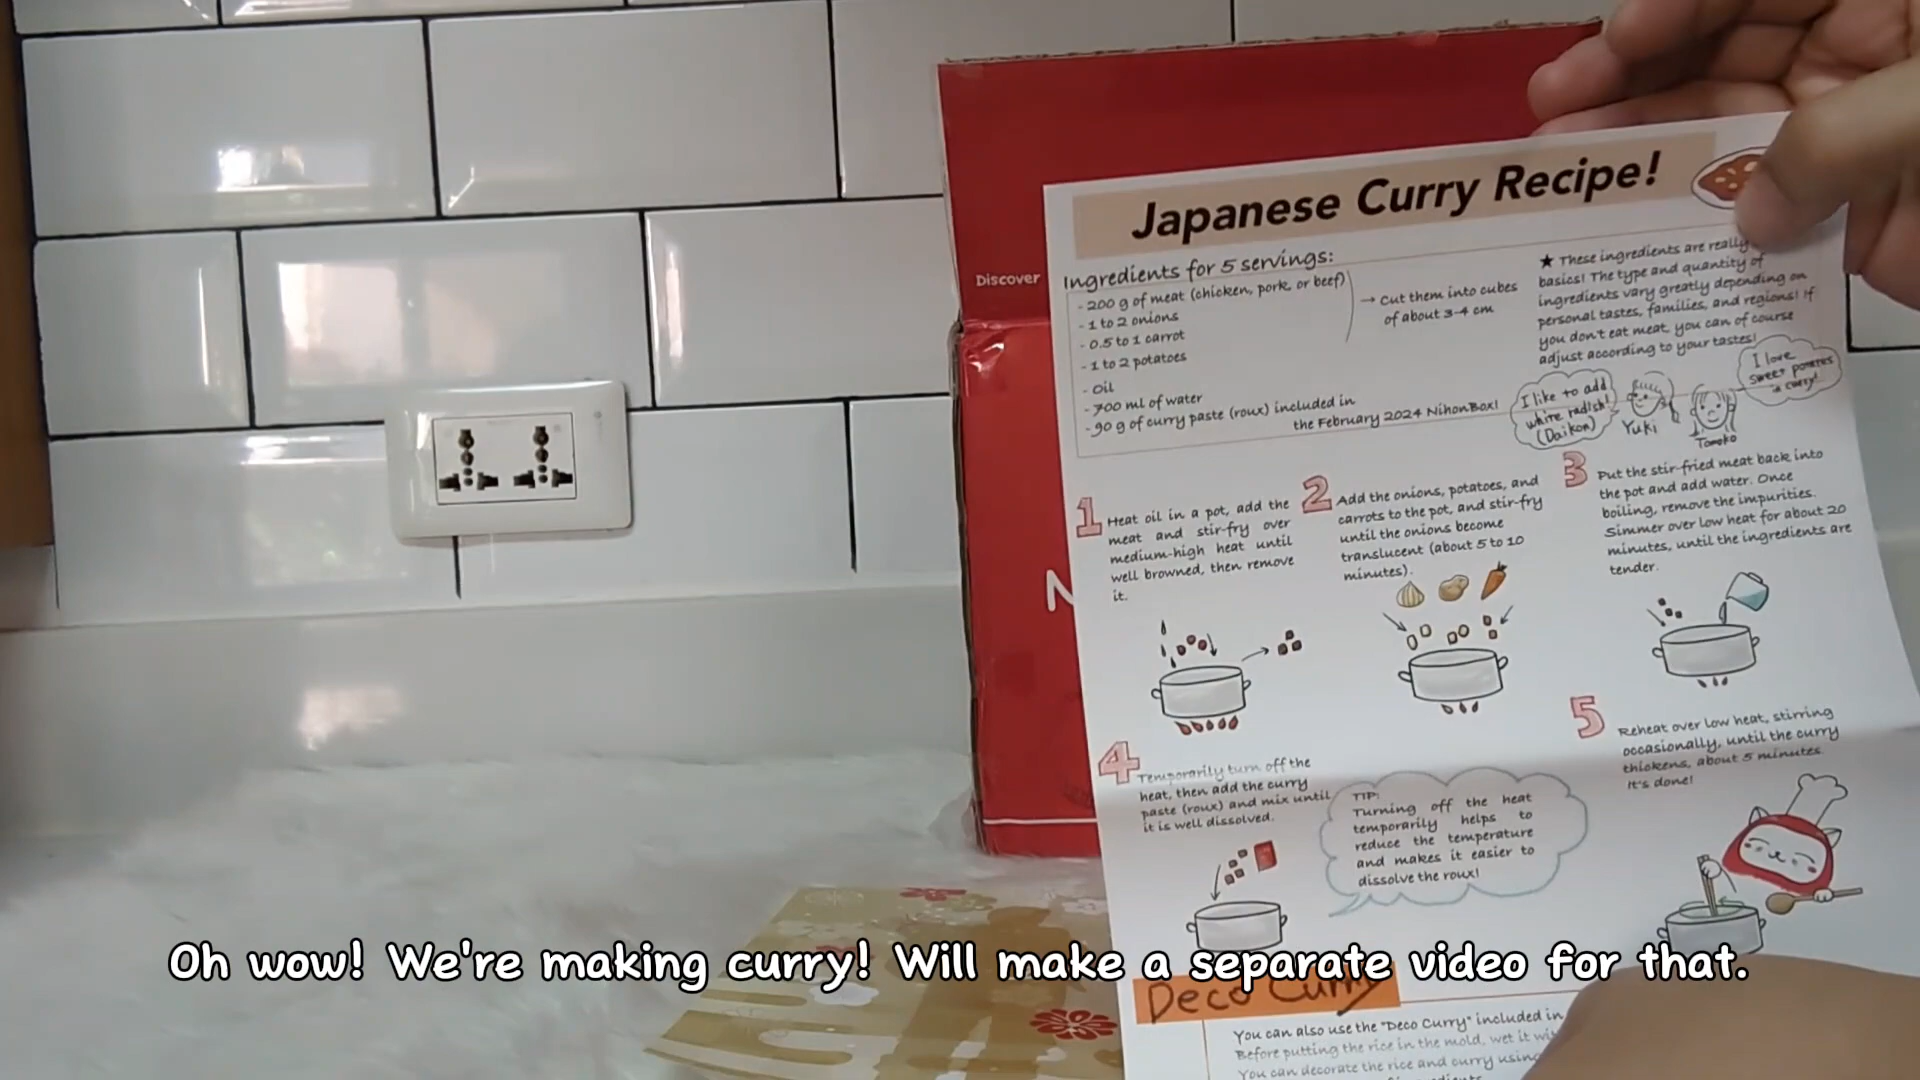 Japanese Curry Recipe!
Discover
Ingredients for 5 servings:
- 200 g of meat (chicken, pork, or beef)
- 1 to 2 onions
- 0.5 to 1 carrot
- 1 to 2 potatoes
- Oil
- 700 ml of water
- 90 g of curry paste (roux) included in
the February 2024 NihonBox!
→ Cut them into cubes
of about 3-4 cm
★ These ingredients are really
basics! The type and quantity of
ingredients vary greatly depending on
personal tastes, families, and regions! If
you don't eat meat, you can of course
adjust according to your tastes!
I like to add
white radish!
(Daikon)
Yuki
Tomoko
I love
sweet potatoes
in curry!
1
Heat oil in a pot, add the
meat and stir-fry over
medium-high heat until
well browned, then remove
it.
2
Add the onions, potatoes, and
carrots to the pot, and stir-fry
until the onions become
translucent (about 5 to 10
minutes).
3
Put the stir-fried meat back into
the pot and add water. Once
boiling, remove the impurities.
Simmer over low heat for about 20
minutes, until the ingredients are
tender.
4
Temporarily turn off the
heat, then add the curry
paste (roux) and mix until
it is well dissolved.
TIP:
Turning off the heat
temporarily helps to
reduce the temperature
and makes it easier to
dissolve the roux!
5
Reheat over low heat, stirring
occasionally, until the curry
thickens, about 5 minutes.
It's done!
Oh wow! We're making curry! Will make a separate video for that.
Deco Curry
You can also use the "Deco Curry" included in
Before putting the rice in the mold, wet it
You can decorate the rice and curry using